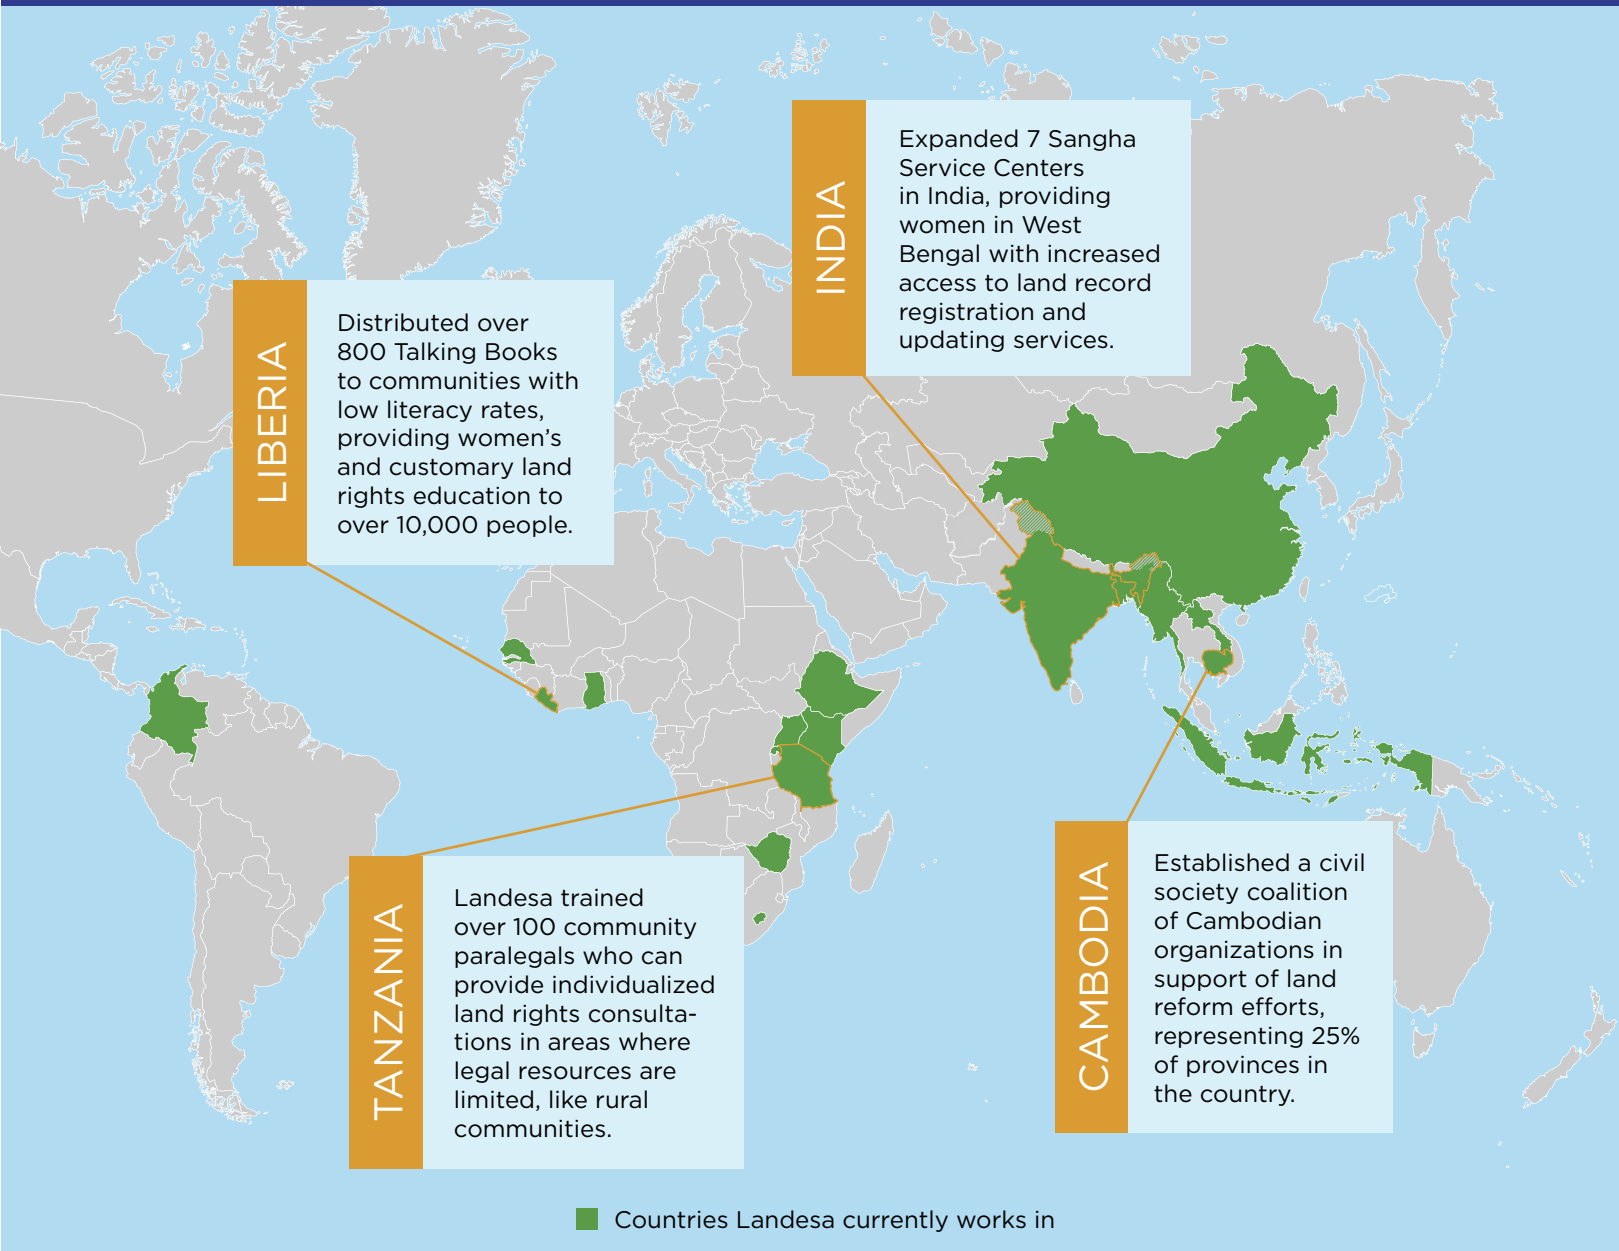 INDIA
Expanded 7 Sangha
Service Centers
in India, providing
women in West
Bengal with increased
access to land record
registration and
updating services.
LIBERIA
Distributed over
800 Talking Books
to communities with
low literacy rates,
providing women’s
and customary land
rights education to
over 10,000 people.
TANZANIA
Landesa trained
over 100 community
paralegals who can
provide individualized
land rights consulta-
tions in areas where
legal resources are
limited, like rural
communities.
CAMBODIA
Established a civil
society coalition
of Cambodian
organizations in
support of land
reform efforts,
representing 25%
of provinces in
the country.
Countries Landesa currently works in